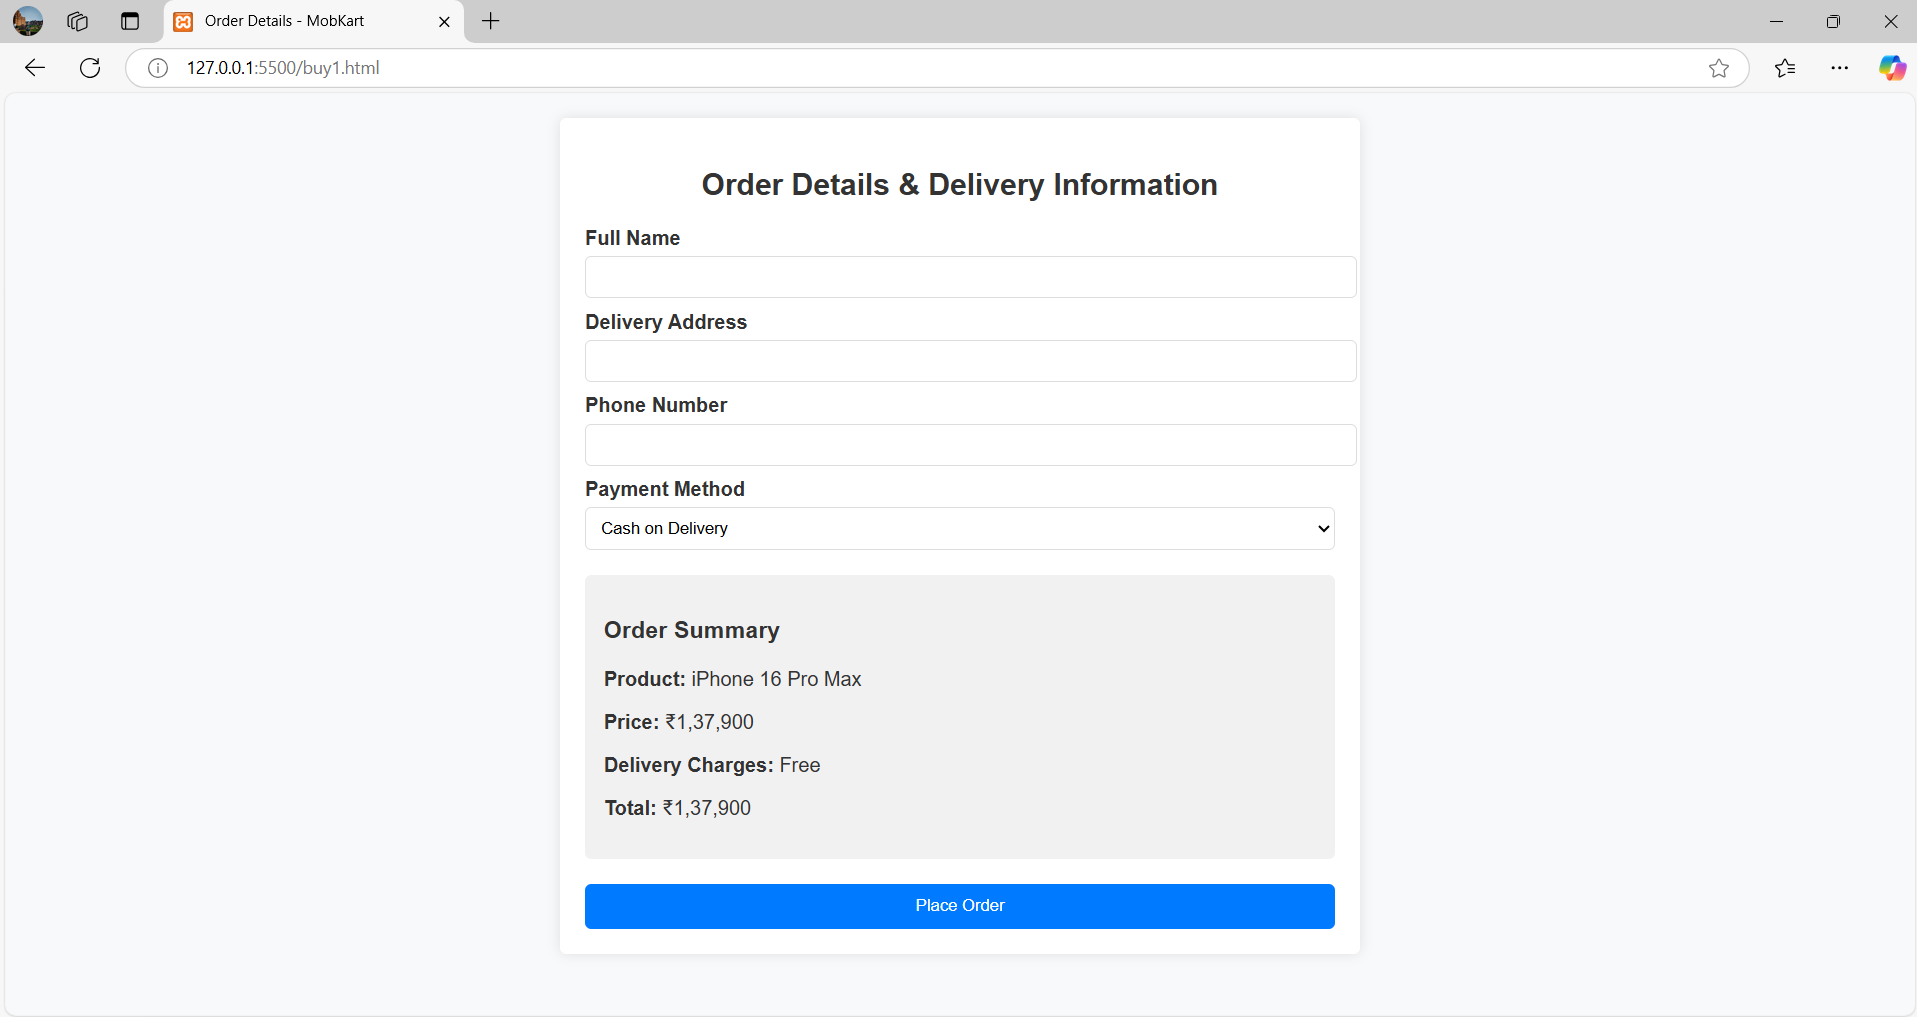 Order Details - MobKart
127.0.0.1:5500/buy1.html
Order Details & Delivery Information
Full Name
Delivery Address
Phone Number
Payment Method
Cash on Delivery
Order Summary
Product: iPhone 16 Pro Max
Price: ₹1,37,900
Delivery Charges: Free
Total: ₹1,37,900
Place Order